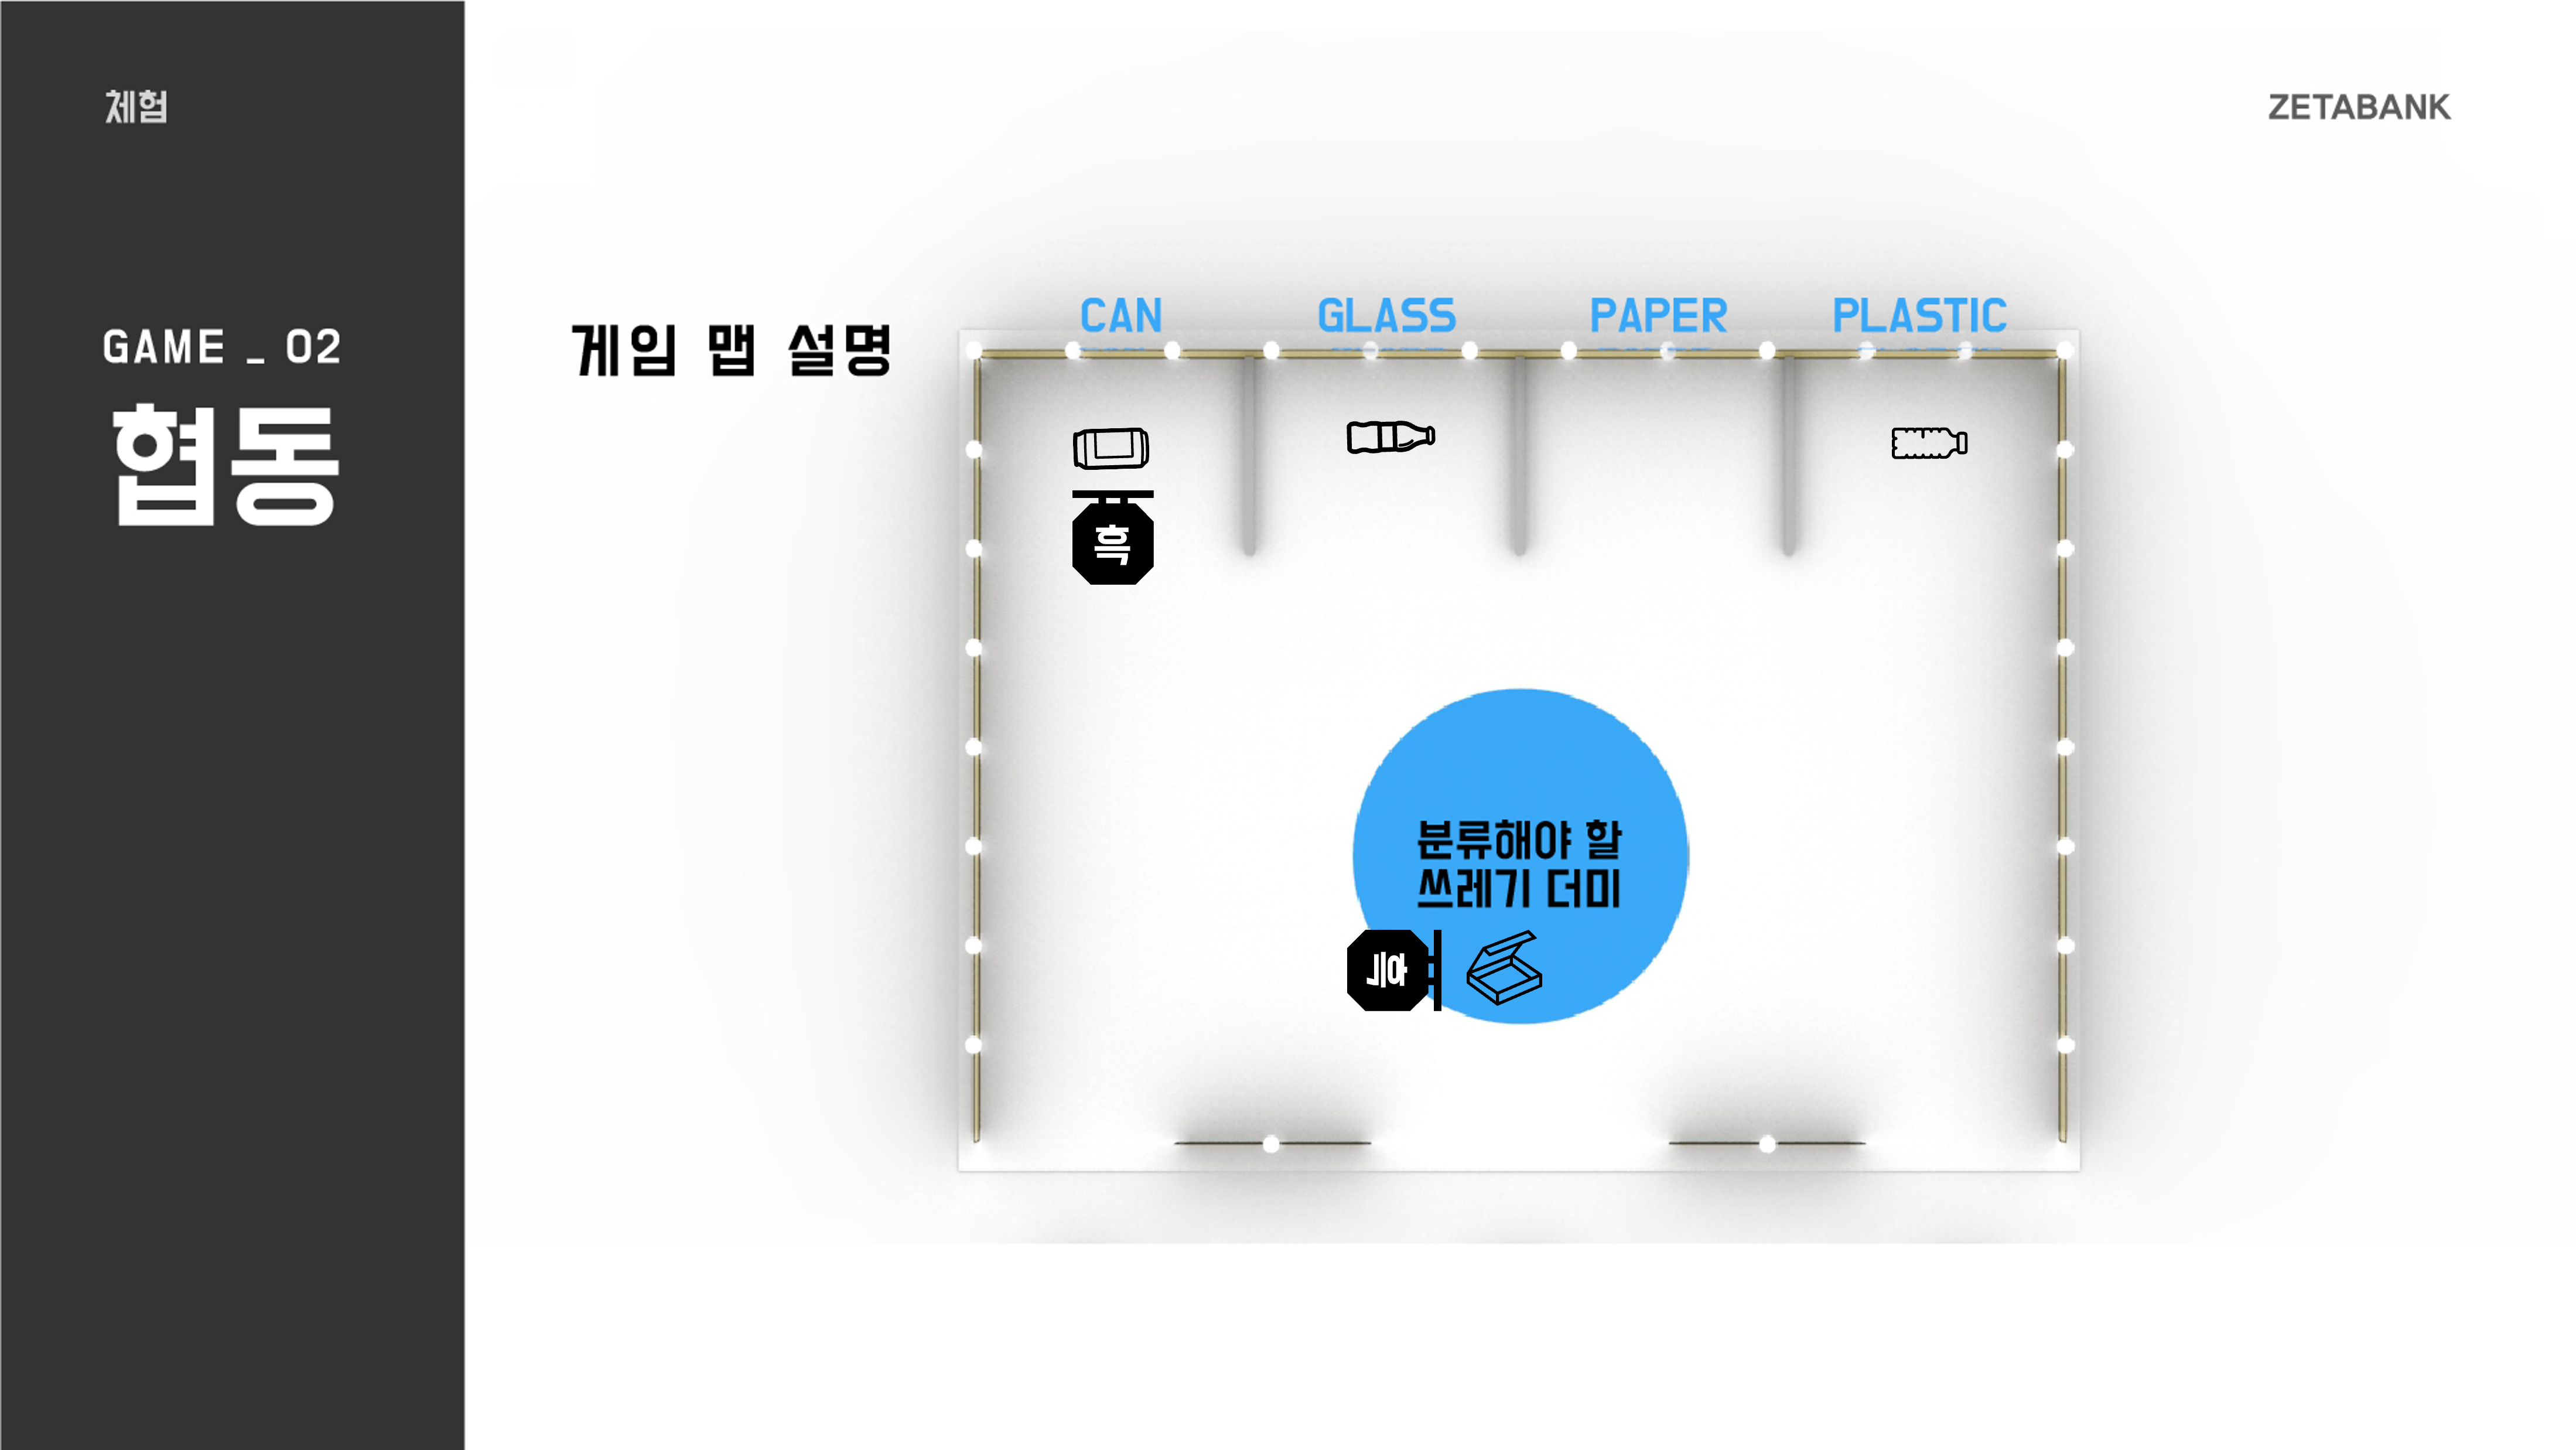 체험
ZETABANK
GAME _ 02
협동
게임 맵 설명
CAN
GLASS
PAPER
PLASTIC
흑
분류해야 할
쓰레기 더미
흑